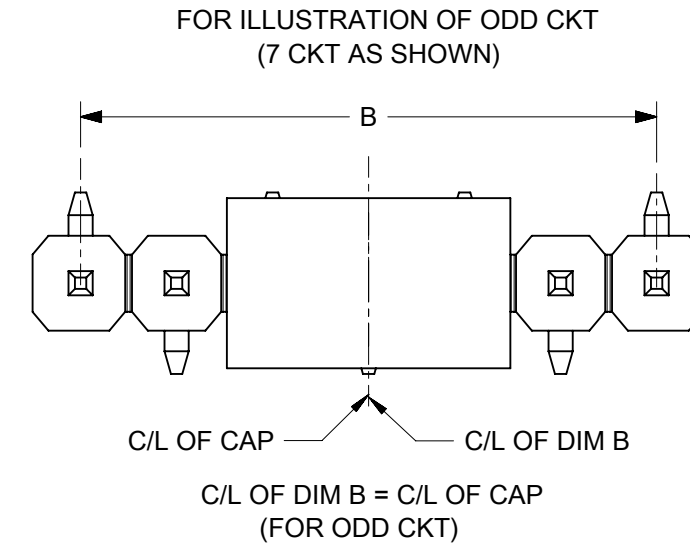 FOR ILLUSTRATION OF ODD CKT
(7 CKT AS SHOWN)
B
C/L OF CAP
C/L OF DIM B
C/L OF DIM B = C/L OF CAP
(FOR ODD CKT)